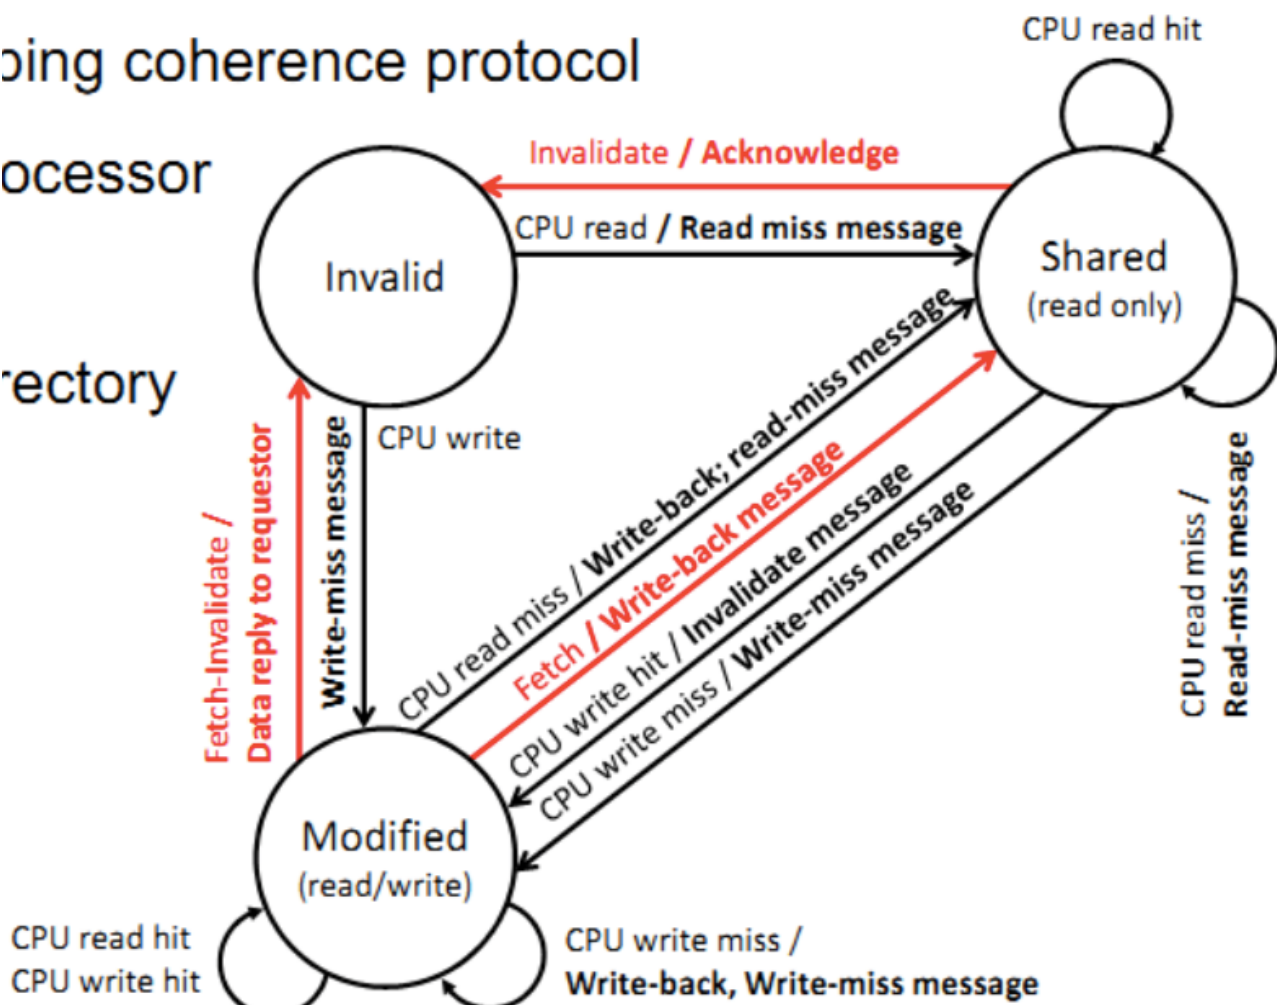 ping coherence protocol
ocessor
rectory
CPU read hit
Invalidate / Acknowledge
CPU read / Read miss message
Invalid
Shared
(read only)
CPU write
Write-miss message
Fetch-Invalidate /
Data reply to requestor
CPU read miss / Write-back; read-miss message
Fetch / Write-back message
CPU write hit / Invalidate message
CPU write miss / Write-miss message
CPU read miss /
Read-miss message
Modified
(read/write)
CPU read hit
CPU write hit
CPU write miss /
Write-back, Write-miss message